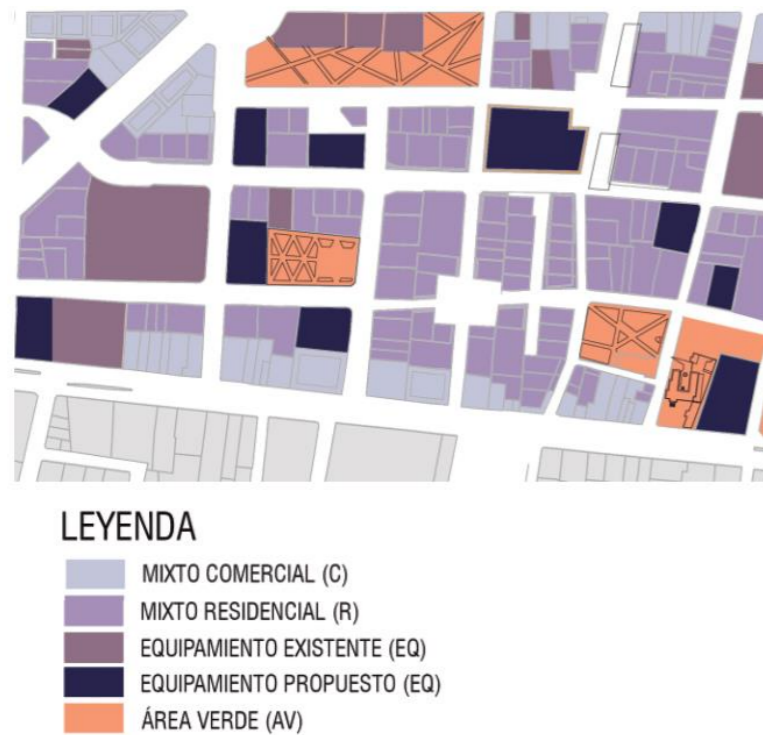 LEYENDA
MIXTO COMERCIAL (C)
MIXTO RESIDENCIAL (R)
EQUIPAMIENTO EXISTENTE (EQ)
EQUIPAMIENTO PROPUESTO (EQ)
ÁREA VERDE (AV)